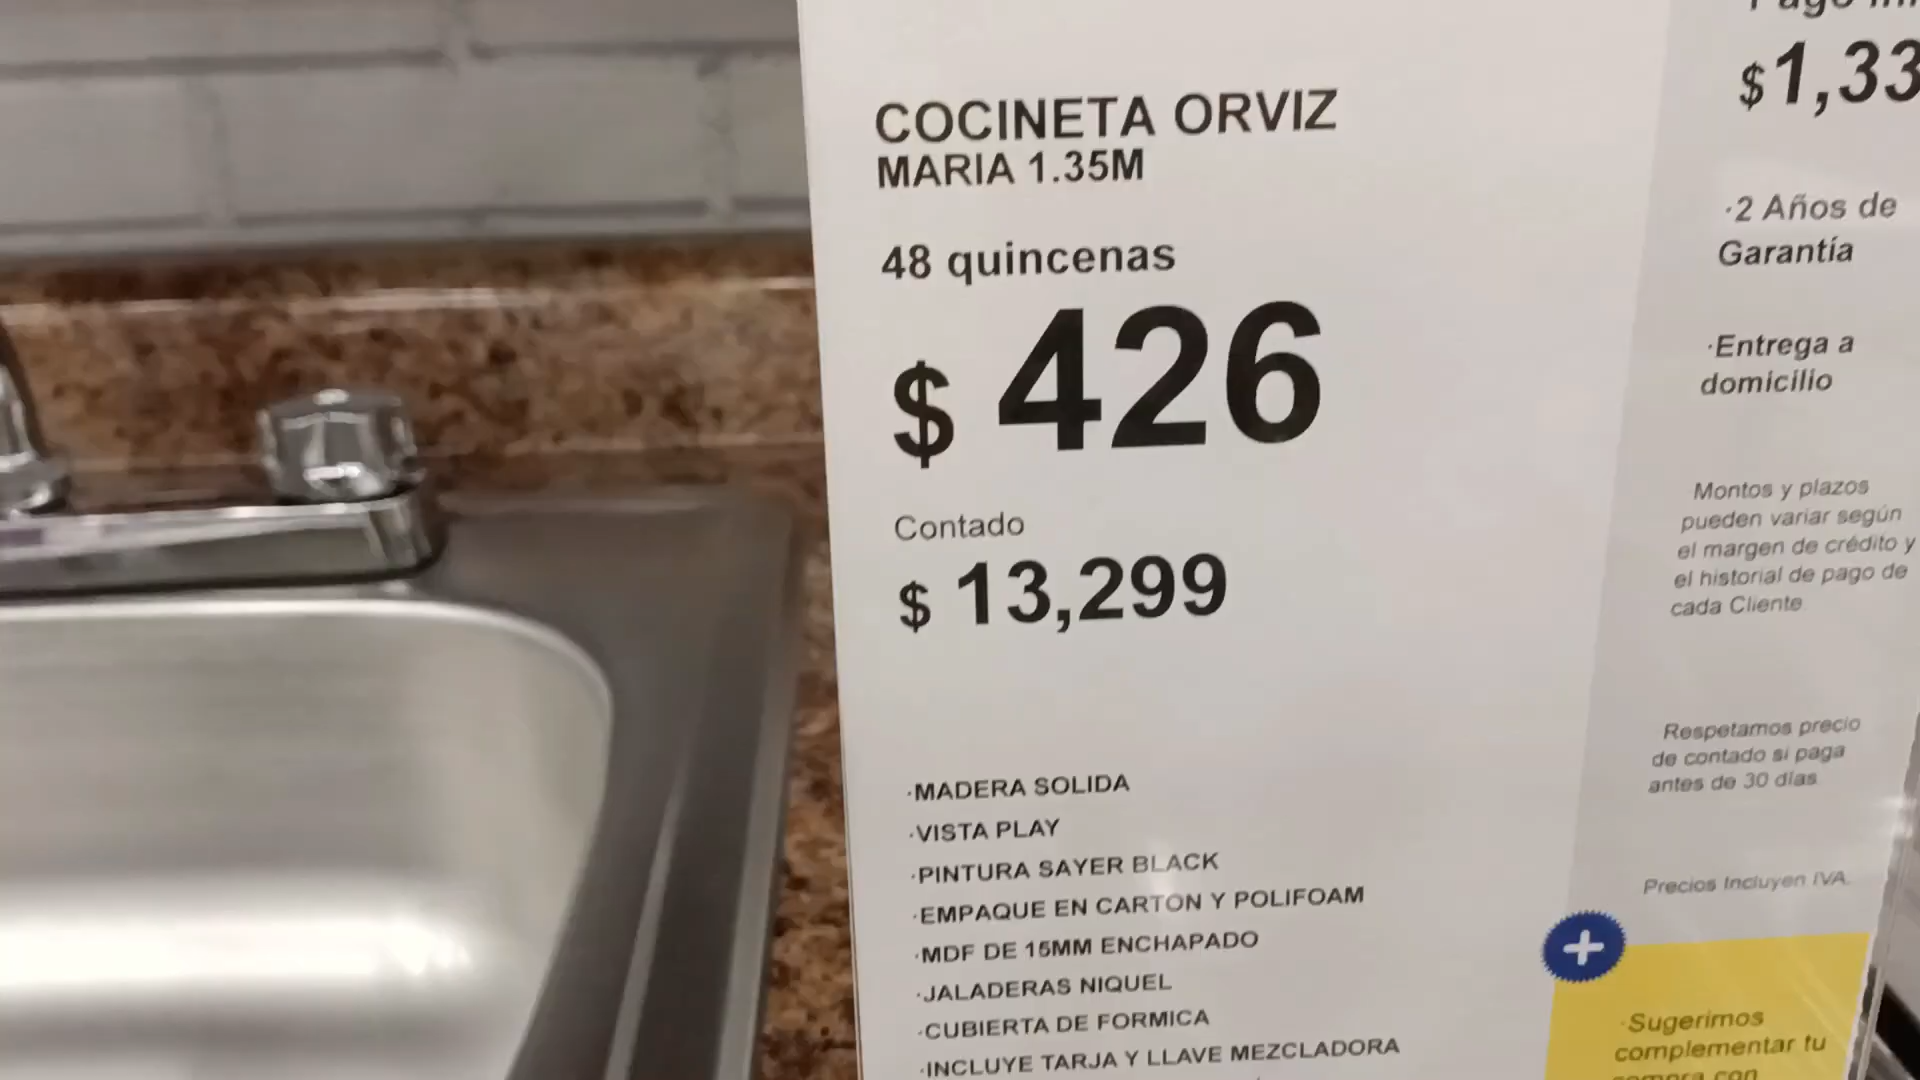 COCINETA ORVIZ
MARIA 1.35M
48 quincenas
$ 426
Contado
$ 13,299
·MADERA SOLIDA
·VISTA PLAY
·PINTURA SAYER BLACK
·EMPAQUE EN CARTON Y POLIFOAM
·MDF DE 15MM ENCHAPADO
·JALADERAS NIQUEL
·CUBIERTA DE FORMICA
·INCLUYE TARJA Y LLAVE MEZCLADORA
Pago
$1,33
·2 Años de
Garantía
·Entrega a
domicilio
Montos y plazos
pueden variar según
el margen de crédito y
el historial de pago de
cada Cliente
Respetamos precio
de contado si paga
antes de 30 días
Precios Incluyen IVA.
·Sugerimos
complementar tu
compra con